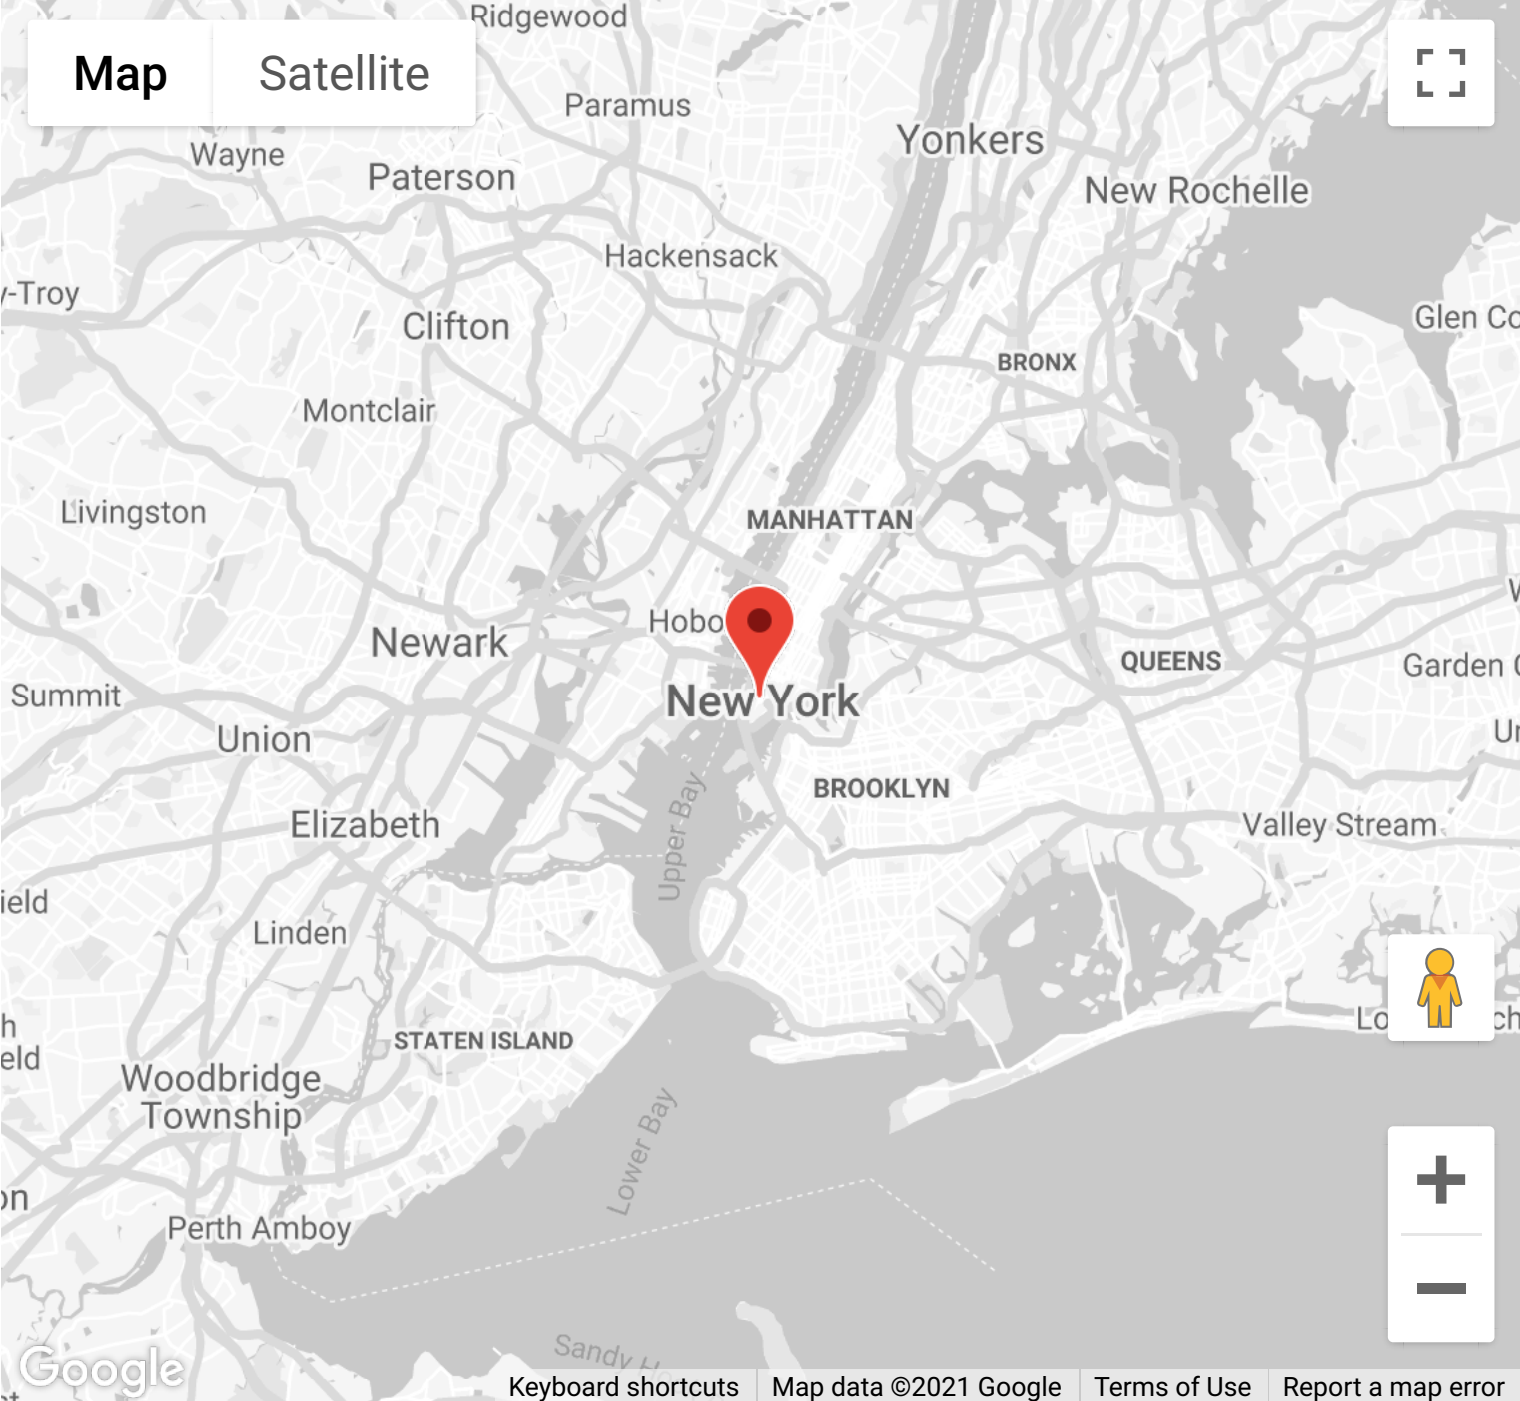 Ridgewood
Map
Satellite
Paramus
Yonkers
Wayne
Paterson
New Rochelle
Hackensack
y-Troy
Glen Co
Clifton
BRONX
Montclair
Livingston
MANHATTAN
Hobo
Newark
QUEENS
Garden
Summit
New York
Union
BROOKLYN
Upper Bay
Elizabeth
Valley Stream
ield
Linden
STATEN ISLAND
Woodbridge
Township
Lower Bay
Perth Amboy
Sandy
Google
Keyboard shortcuts
Map data ©2021 Google
Terms of Use
Report a map error